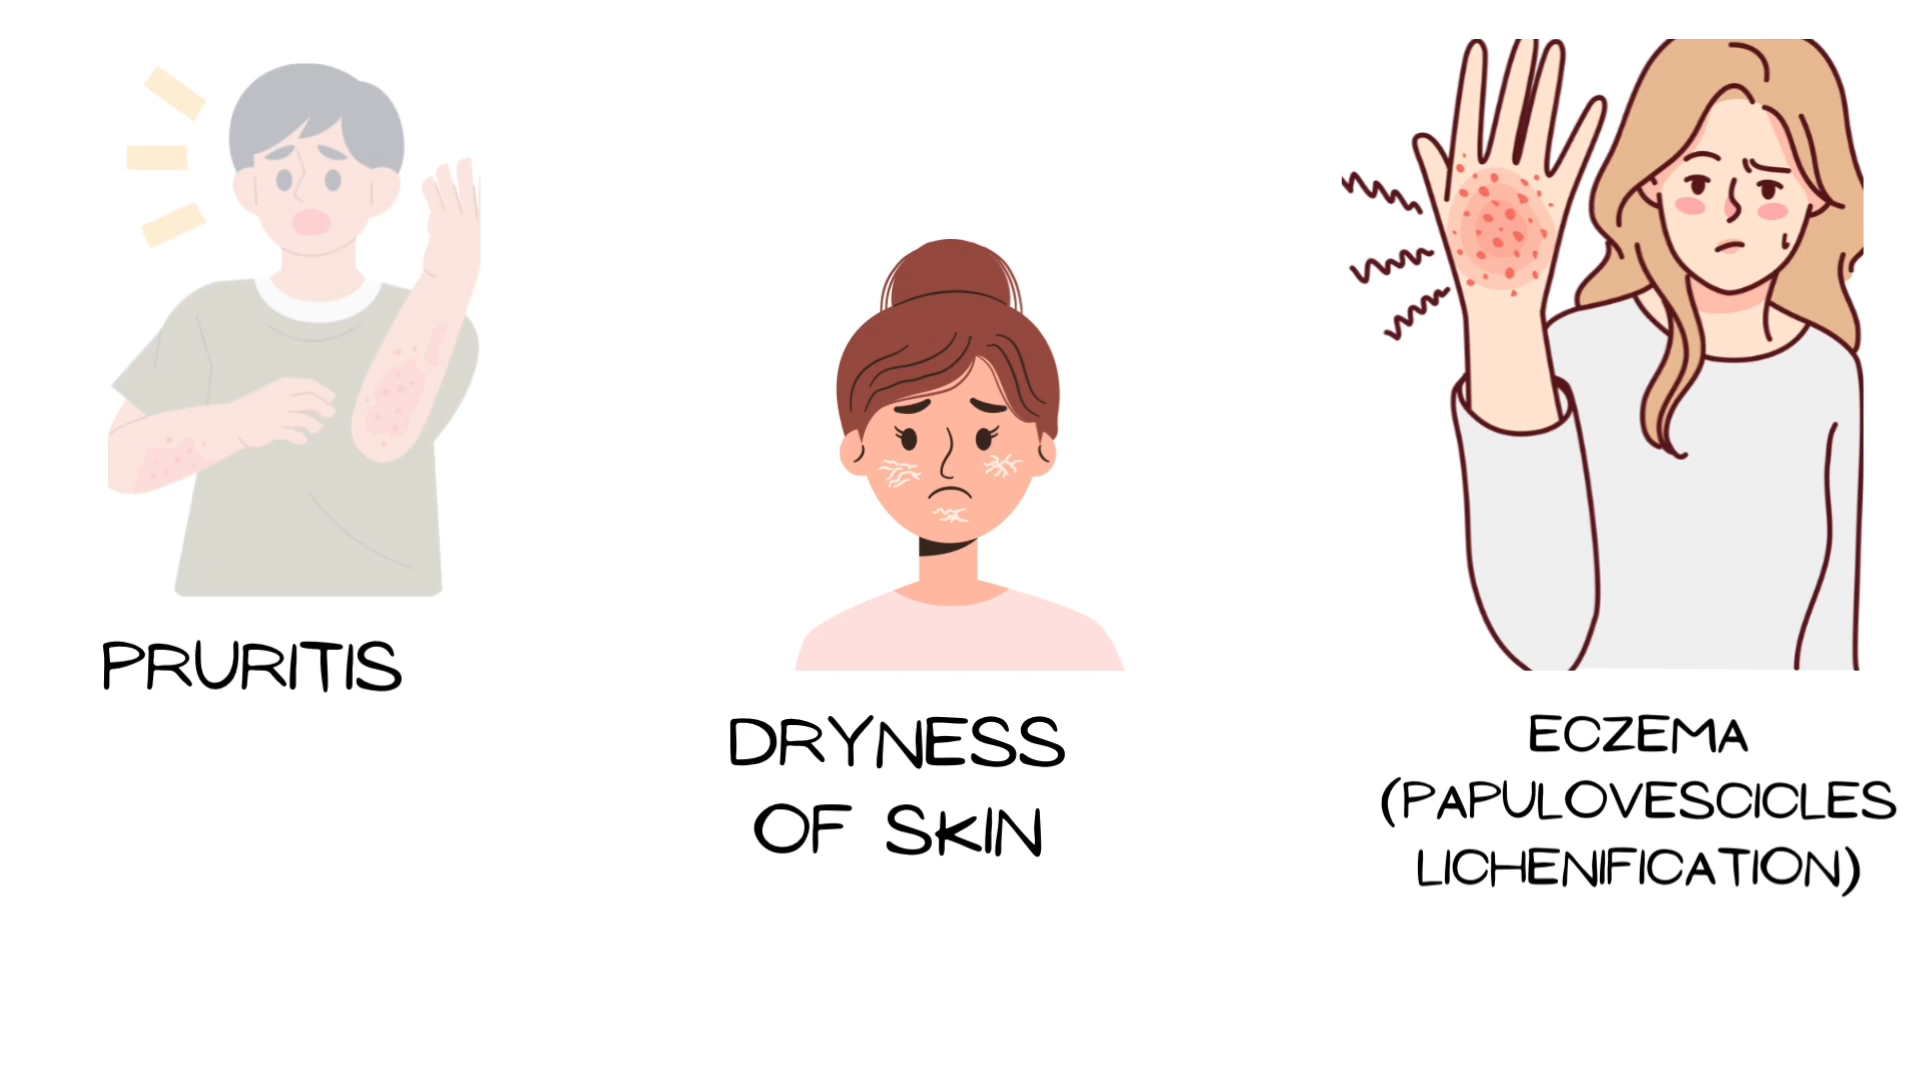 PRURITIS
DRYNESS
OF SKIN
ECZEMA
(PAPULOVESCICLES
LICHENIFICATION)